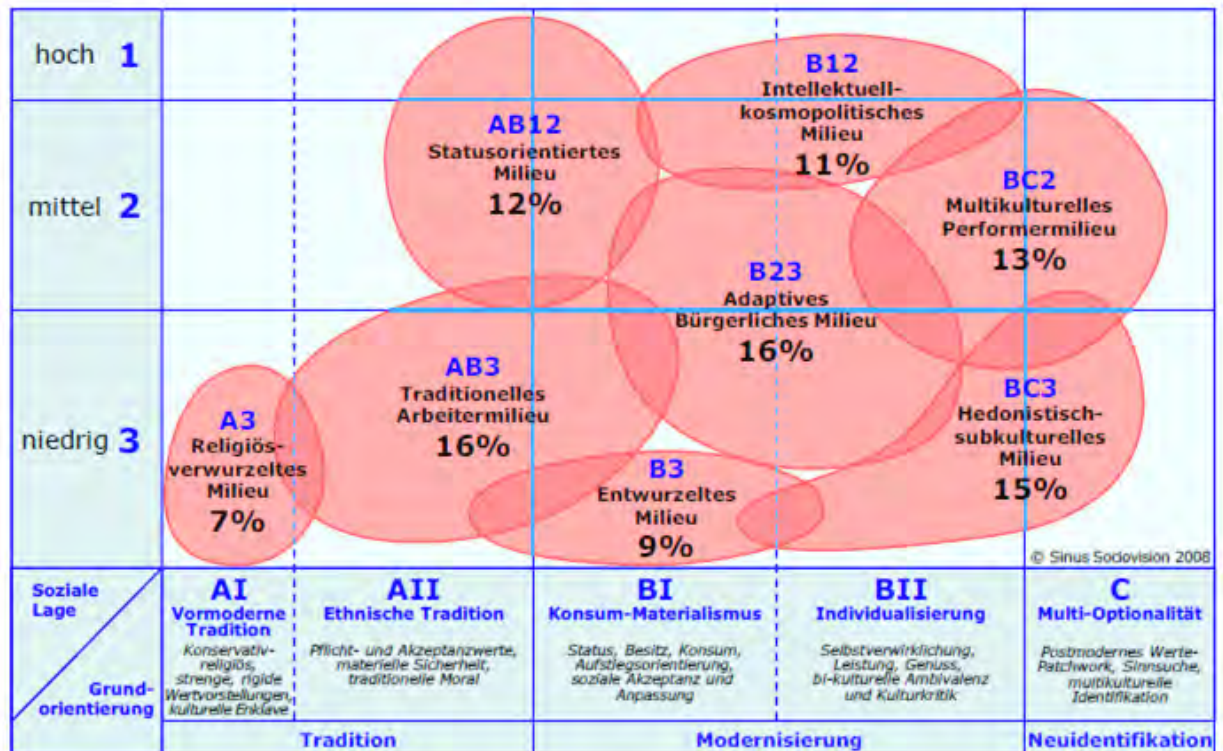 hoch 1
mittel 2
niedrig 3
B12
Intellektuell-
kosmopolitisches
Milieu
11%
AB12
Statusorientiertes
Milieu
12%
BC2
Multikulturelles
Performermilieu
13%
B23
Adaptives
Bürgerliches Milieu
16%
AB3
Traditionelles
Arbeitermilieu
16%
BC3
Hedonistisch-
subkulturelles
Milieu
15%
A3
Religiös-
verwurzeltes
Milieu
7%
B3
Entwurzeltes
Milieu
9%
© Sinus Sociovision 2008
Soziale
Lage
Grund-
orientierung
AI
Vormoderne
Tradition
Konservativ-
religiös,
strenge, rigide
Wertvorstellungen,
kulturelle Enklave
AII
Ethnische Tradition
Pflicht- und Akzeptanzwerte,
materielle Sicherheit,
traditionelle Moral
BI
Konsum-Materialismus
Status, Besitz, Konsum,
Aufstiegsorientierung,
soziale Akzeptanz und
Anpassung
BII
Individualisierung
Selbstverwirklichung,
Leistung, Genuss,
bi-kulturelle Ambivalenz
und Kulturkritik
C
Multi-Optionalität
Postmodernes Werte-
Patchwork, Sinnsuche,
multikulturelle
Identifikation
Tradition
Modernisierung
Neuidentifikation